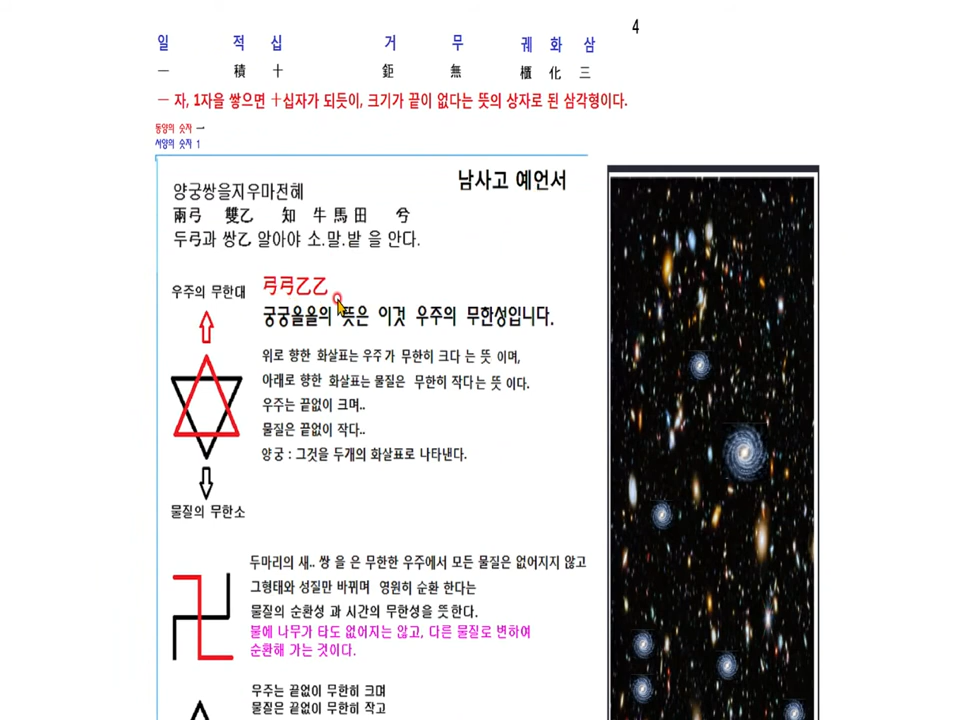 4
일 적 십 거 무 궤 화 삼
一 積 十 鉅 無 櫃 化 三
一 자, 1자을 쌓으면 十십자가 되듯이, 크기가 끝이 없다는 뜻의 상자로 된 삼각형이다.
동양의 숫자 一
서양의 숫자 1
남사고 예언서
양궁쌍을지우마전혜
兩弓 雙乙 知 牛馬田 兮
두弓과 쌍乙 알아야 소.말.밭 을 안다.
우주의 무한대
弓弓乙乙
궁궁을을의 뜻은 이것 우주의 무한성입니다.
위로 향한 화살표는 우주가 무한히 크다 는 뜻 이며,
아래로 향한 화살표는 물질은 무한히 작다는 뜻 이다.
우주는 끝없이 크며..
물질은 끝없이 작다..
양궁 : 그것을 두개의 화살표로 나타낸다.
물질의 무한소
두마리의 새.. 쌍 을 은 무한한 우주에서 모든 물질은 없어지지 않고
그형태와 성질만 바뀌며 영원히 순환 한다는
물질의 순환성 과 시간의 무한성을 뜻한다.
불에 나무가 타도 없어지는 않고, 다른 물질로 변하여
순환해 가는 것이다.
우주는 끝없이 무한히 크며
물질은 끝없이 무한히 작고